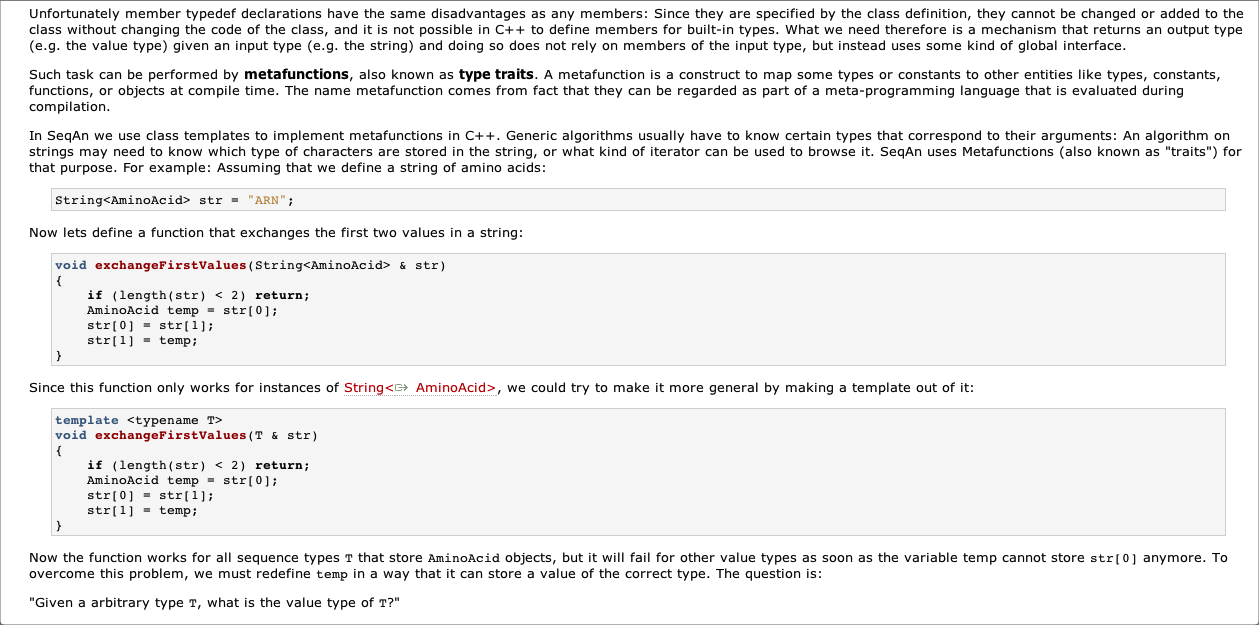 Unfortunately member typedef declarations have the same disadvantages as any members: Since they are specified by the class definition, they cannot be changed or added to the
class without changing the code of the class, and it is not possible in C++ to define members for built-in types. What we need therefore is a mechanism that returns an output type
(e.g. the value type) given an input type (e.g. the string) and doing so does not rely on members of the input type, but instead uses some kind of global interface.
Such task can be performed by metafunctions, also known as type traits. A metafunction is a construct to map some types or constants to other entities like types, constants,
functions, or objects at compile time. The name metafunction comes from fact that they can be regarded as part of a meta-programming language that is evaluated during
compilation.
In SeqAn we use class templates to implement metafunctions in C++. Generic algorithms usually have to know certain types that correspond to their arguments: An algorithm on
strings may need to know which type of characters are stored in the string, or what kind of iterator can be used to browse it. SeqAn uses Metafunctions (also known as "traits") for
that purpose. For example: Assuming that we define a string of amino acids:
String<AminoAcid> str = "ARN";
Now lets define a function that exchanges the first two values in a string:
void exchangeFirstValues(String<AminoAcid> & str)
{
    if (length(str) < 2) return;
    AminoAcid temp = str[0];
    str[0] = str[1];
    str[1] = temp;
}
Since this function only works for instances of String< AminoAcid>, we could try to make it more general by making a template out of it:
template <typename T>
void exchangeFirstValues(T & str)
{
    if (length(str) < 2) return;
    AminoAcid temp = str[0];
    str[0] = str[1];
    str[1] = temp;
}
Now the function works for all sequence types T that store AminoAcid objects, but it will fail for other value types as soon as the variable temp cannot store str[0] anymore. To
overcome this problem, we must redefine temp in a way that it can store a value of the correct type. The question is:
"Given a arbitrary type T, what is the value type of T?"